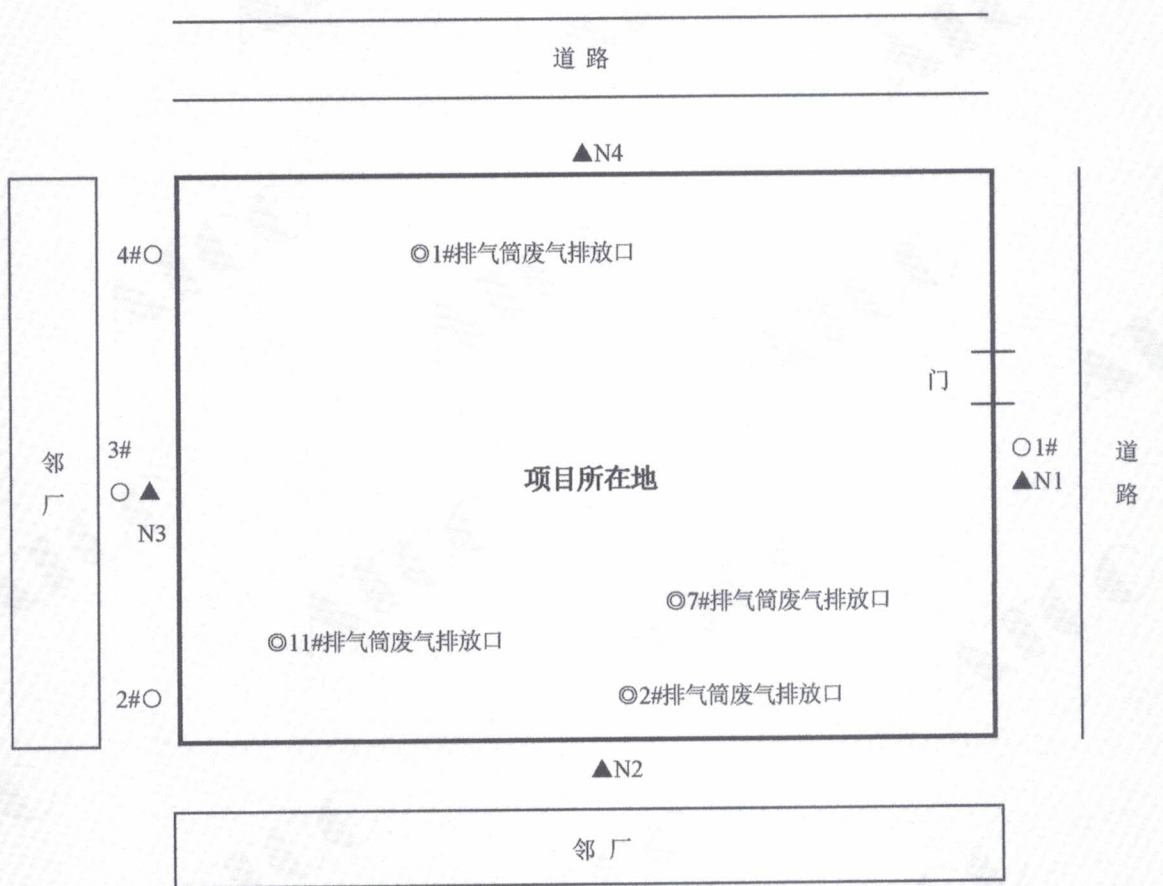 道 路
▲N4
4#○
◎1#排气筒废气排放口
门
3#
○1#
邻厂
○ ▲
项目所在地
▲N1
道路
N3
◎7#排气筒废气排放口
◎11#排气筒废气排放口
2#○
◎2#排气筒废气排放口
▲N2
邻 厂